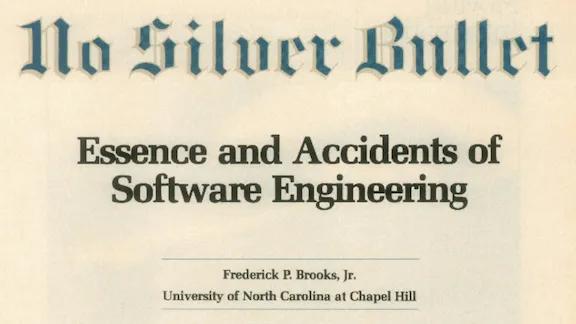 No Silver Bullet
Essence and Accidents of
Software Engineering
Frederick P. Brooks, Jr.
University of North Carolina at Chapel Hill